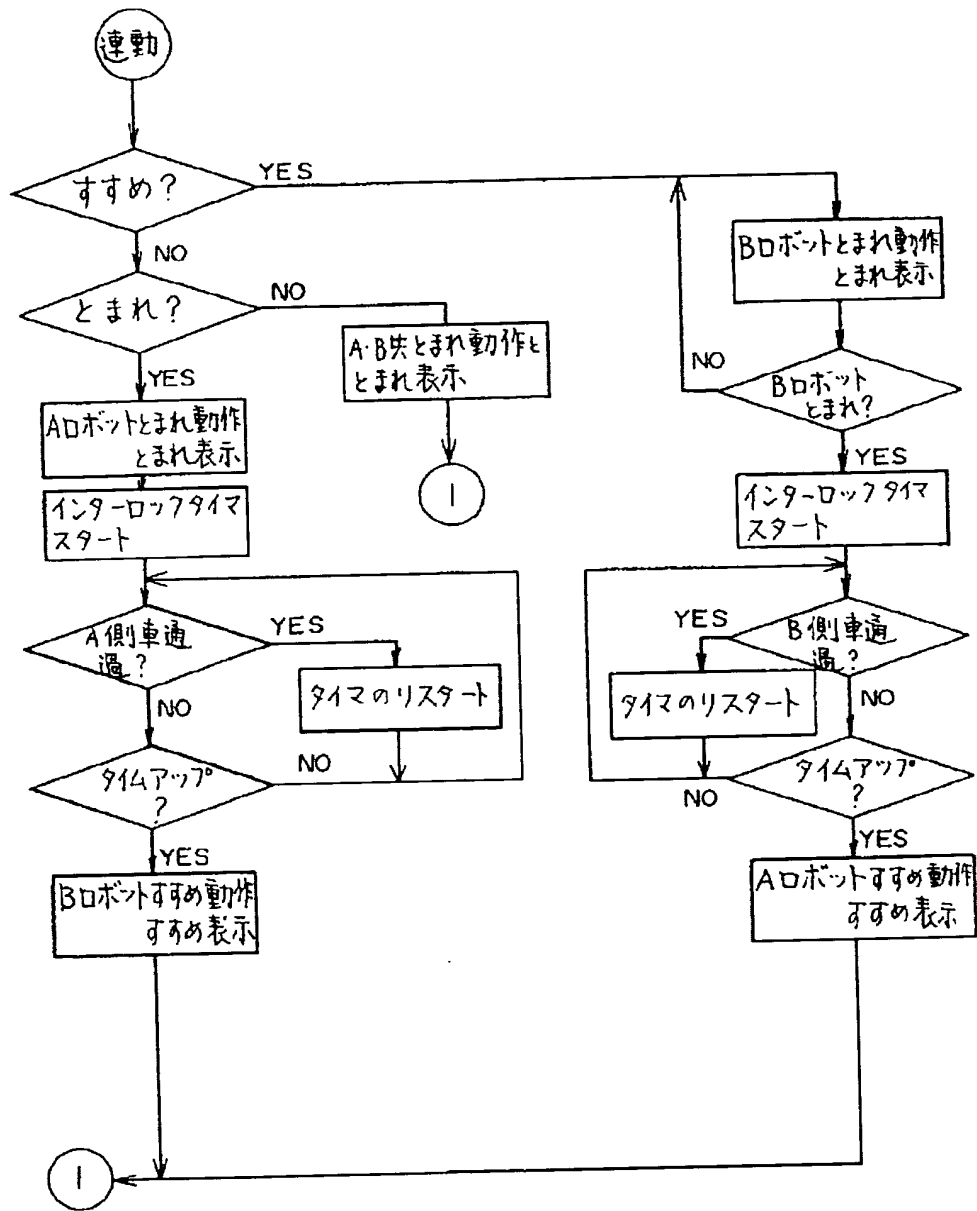 連動
すすめ?
YES
NO
とまれ?
NO
YES
A・B共とまれ動作と
とまれ表示
1
Aロボットとまれ動作
とまれ表示
インターロックタイマ
スタート
A側車通
過?
YES
タイマのリスタート
NO
タイムアップ
?
NO
YES
Bロボットすすめ動作
すすめ表示
Bロボットとまれ動作
とまれ表示
NO
Bロボット
とまれ?
YES
インターロックタイマ
スタート
YES
B側車通
過?
タイマのリスタート
NO
タイムアップ
?
NO
YES
Aロボットすすめ動作
すすめ表示
1